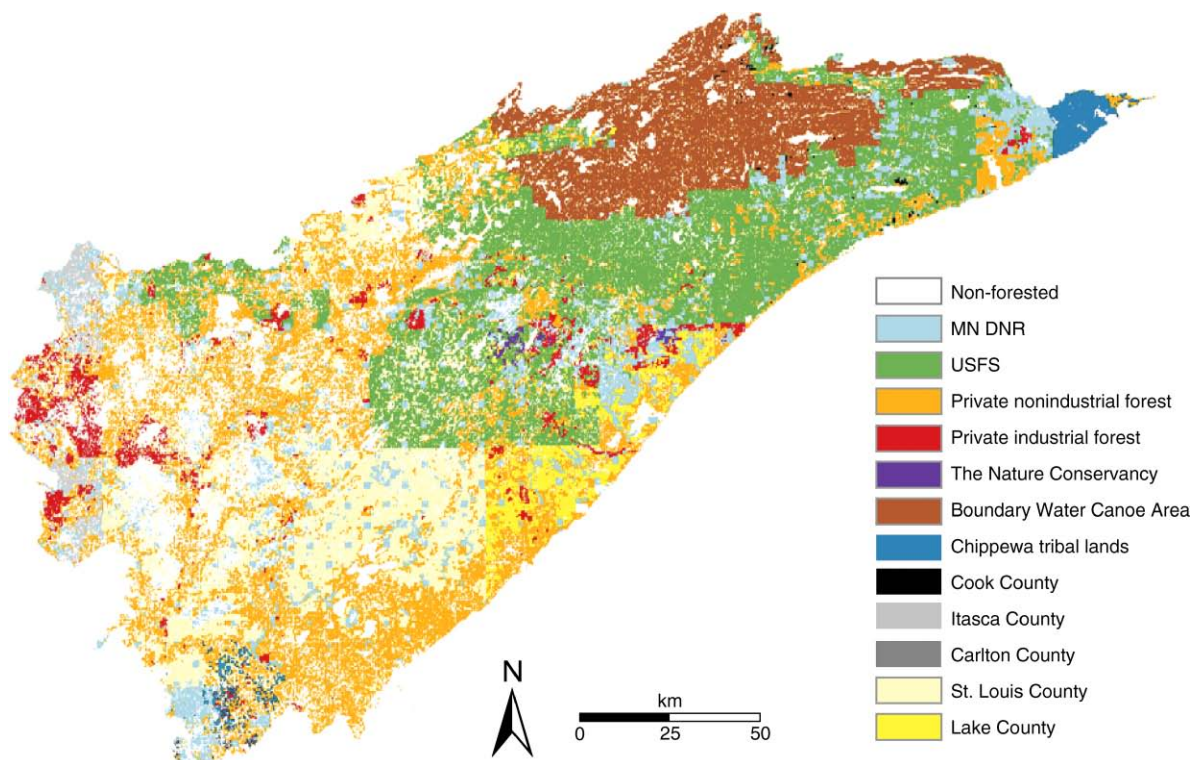 Non-forested
MN DNR
USFS
Private nonindustrial forest
Private industrial forest
The Nature Conservancy
Boundary Water Canoe Area
Chippewa tribal lands
Cook County
Itasca County
Carlton County
St. Louis County
Lake County
N
km
0 25 50